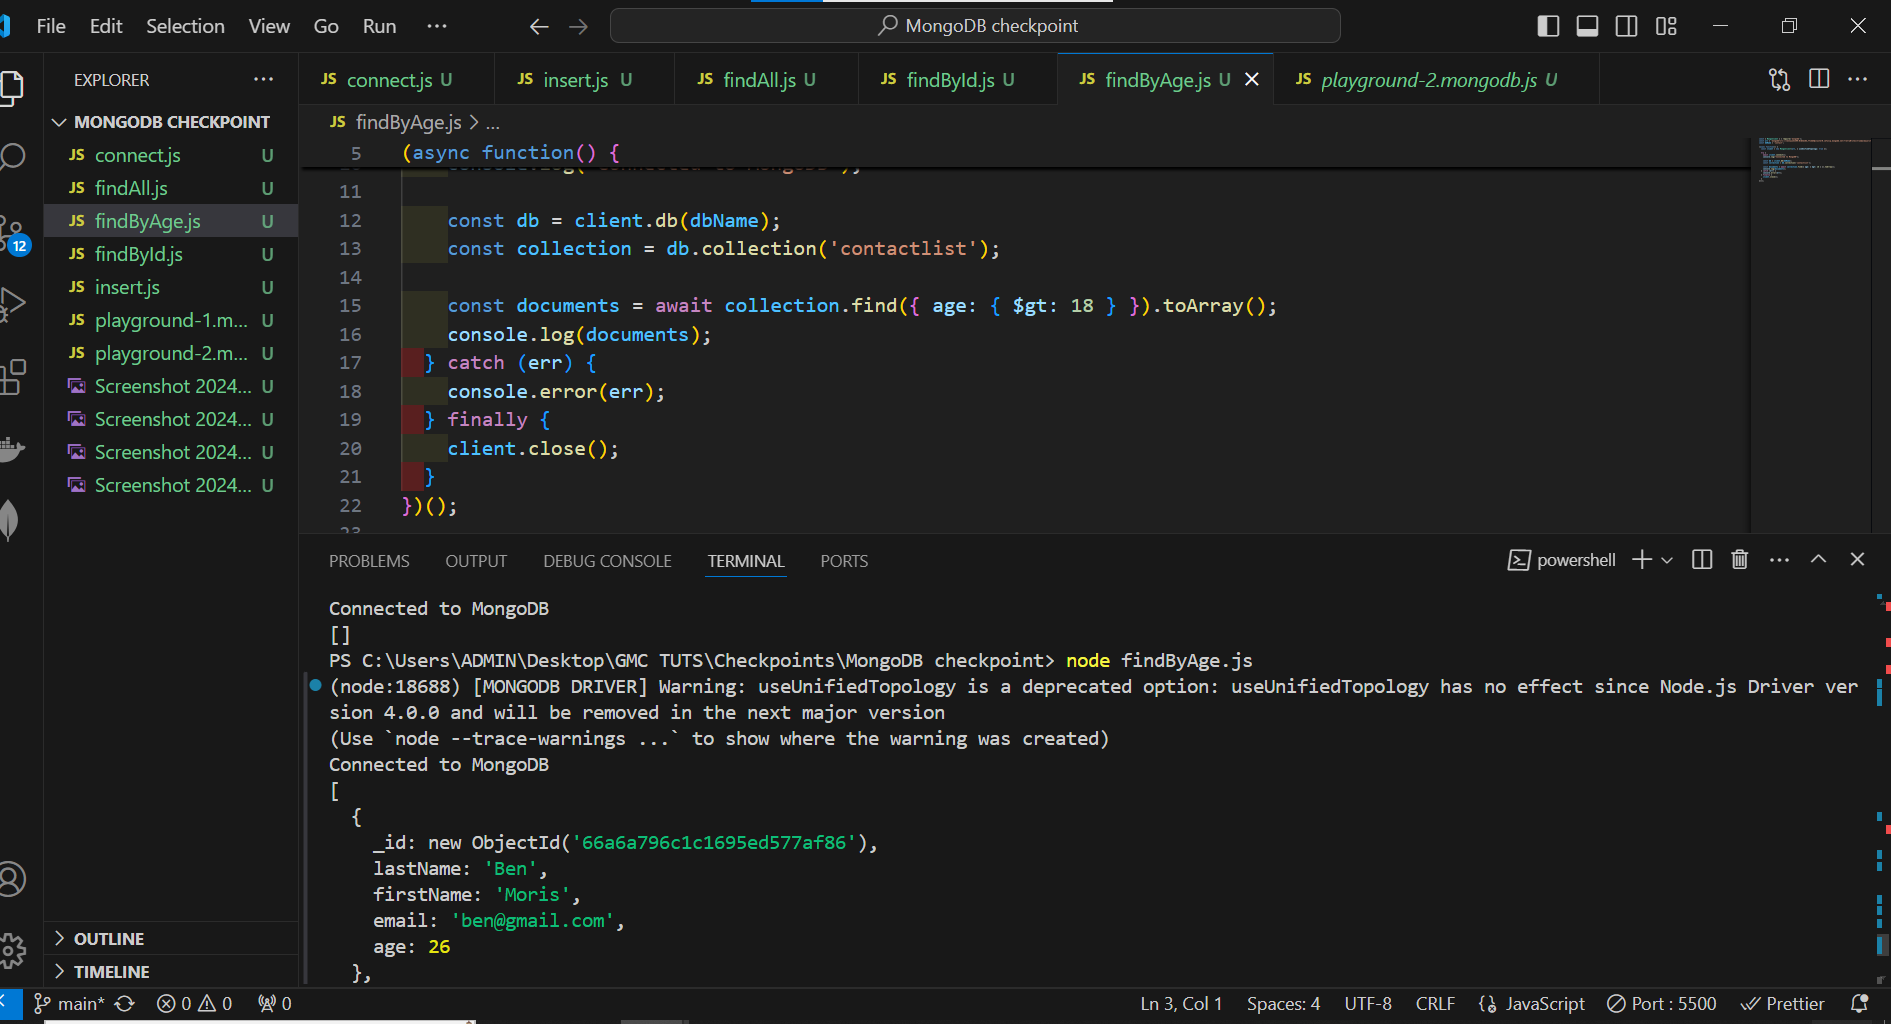 File Edit Selection View Go Run ··· MongoDB checkpoint
EXPLORER ···
JS connect.js U JS insert.js U JS findAll.js U JS findById.js U JS findByAge.js U JS playground-2.mongodb.js U ···
MONGODB CHECKPOINT
JS connect.js U
JS findAll.js U
JS findByAge.js U
JS findById.js U
JS insert.js U
JS playground-1.m... U
JS playground-2.m... U
Screenshot 2024... U
Screenshot 2024... U
Screenshot 2024... U
Screenshot 2024... U
12
OUTLINE
TIMELINE
JS findByAge.js > ...
5 (async function() {
11
12 const db = client.db(dbName);
13 const collection = db.collection('contactlist');
14
15 const documents = await collection.find({ age: { $gt: 18 } }).toArray();
16 console.log(documents);
17 } catch (err) {
18 console.error(err);
19 } finally {
20 client.close();
21 }
22 })();
PROBLEMS OUTPUT DEBUG CONSOLE TERMINAL PORTS powershell ···
Connected to MongoDB
[]
PS C:\Users\ADMIN\Desktop\GMC TUTS\Checkpoints\MongoDB checkpoint> node findByAge.js
(node:18688) [MONGODB DRIVER] Warning: useUnifiedTopology is a deprecated option: useUnifiedTopology has no effect since Node.js Driver ver
sion 4.0.0 and will be removed in the next major version
(Use `node --trace-warnings ...` to show where the warning was created)
Connected to MongoDB
[
{
_id: new ObjectId('66a6a796c1c1695ed577af86'),
lastName: 'Ben',
firstName: 'Moris',
email: 'ben@gmail.com',
age: 26
},
main* 0 0 0 Ln 3, Col 1 Spaces: 4 UTF-8 CRLF JavaScript Port : 5500 Prettier